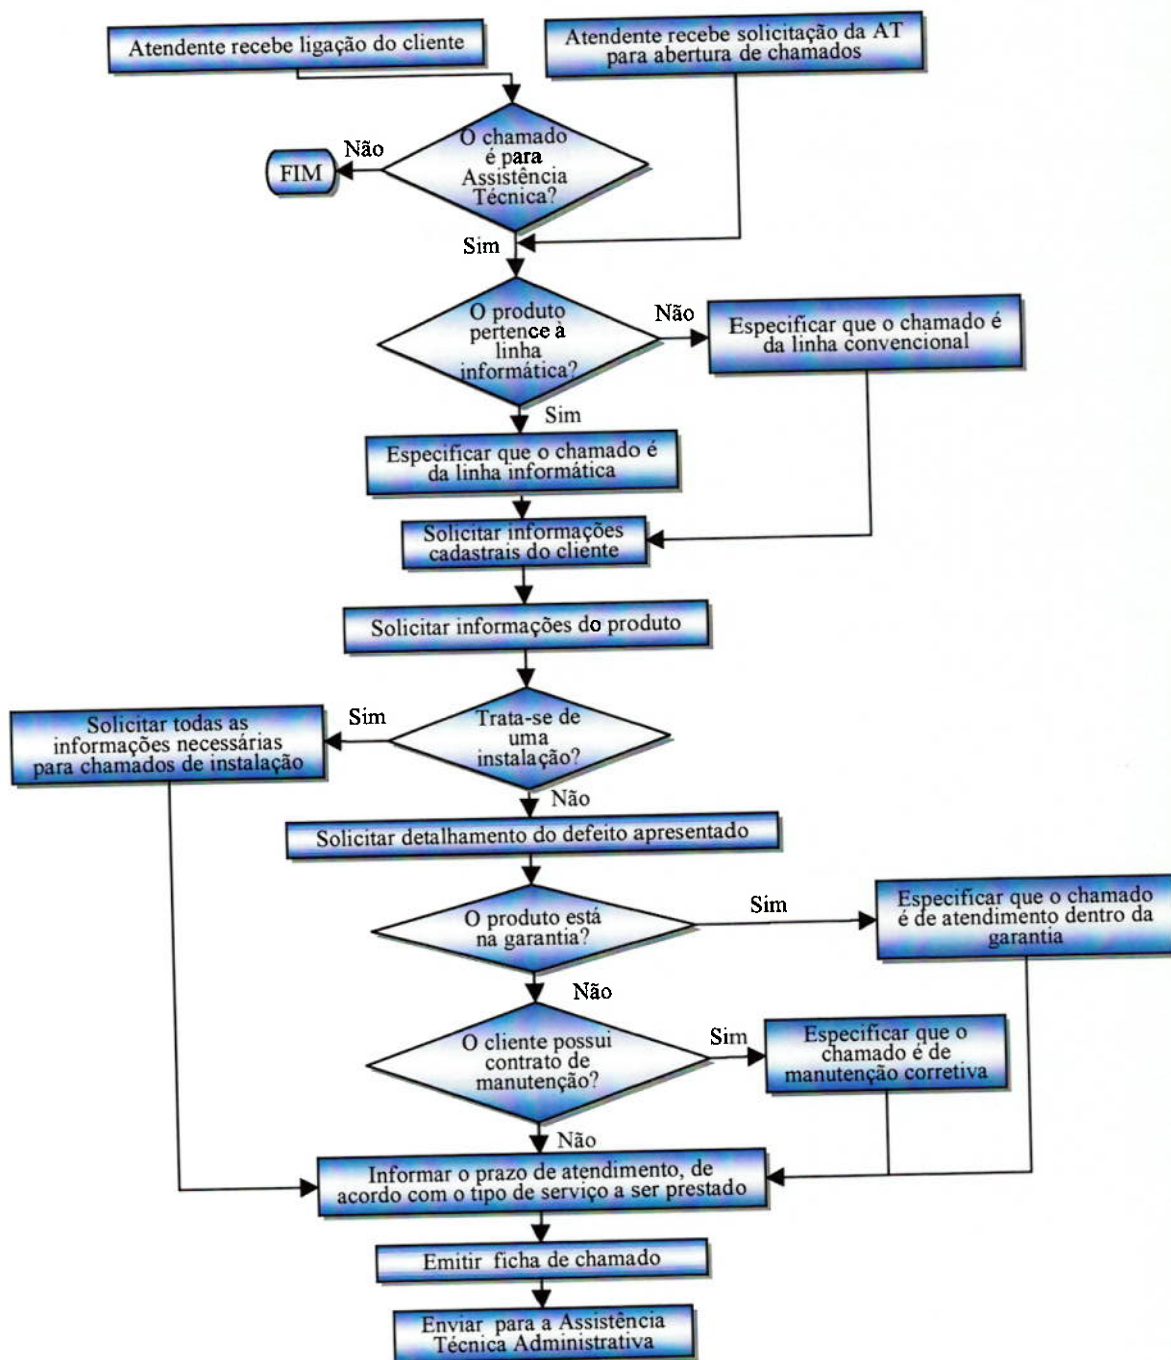 Atendente recebe ligação do cliente
Atendente recebe solicitação da AT
para abertura de chamados
O chamado
é para
Assistência
Técnica?
Não
FIM
Sim
O produto
pertence à
linha
informática?
Não
Especificar que o chamado é
da linha convencional
Sim
Especificar que o chamado é
da linha informática
Solicitar informações
cadastrais do cliente
Solicitar informações do produto
Trata-se de
uma
instalação?
Sim
Solicitar todas as
informações necessárias
para chamados de instalação
Não
Solicitar detalhamento do defeito apresentado
O produto está
na garantia?
Sim
Especificar que o chamado
é de atendimento dentro da
garantia
Não
O cliente possui
contrato de
manutenção?
Sim
Especificar que o
chamado é de
manutenção corretiva
Não
Informar o prazo de atendimento, de
acordo com o tipo de serviço a ser prestado
Emitir ficha de chamado
Enviar para a Assistência
Técnica Administrativa